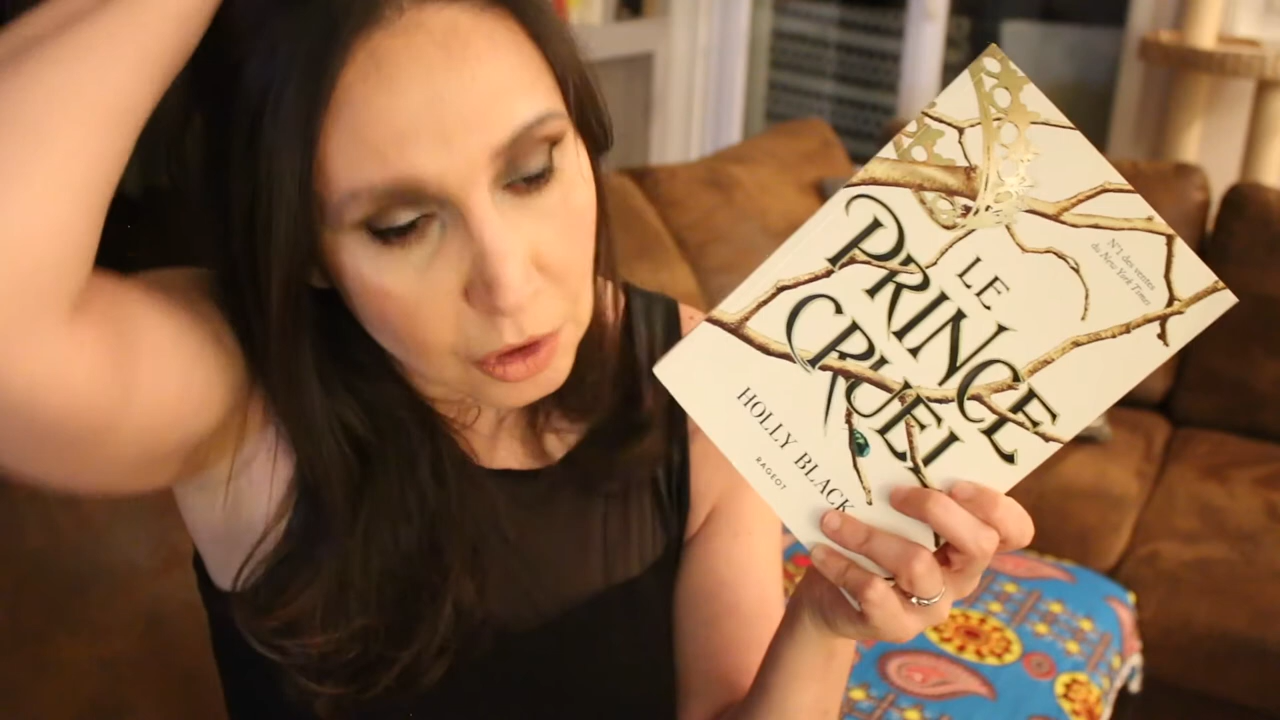 N°1 des ventes
du New York Times
LE
PRINCE
CRUEL
HOLLY BLACK
RAGEOT